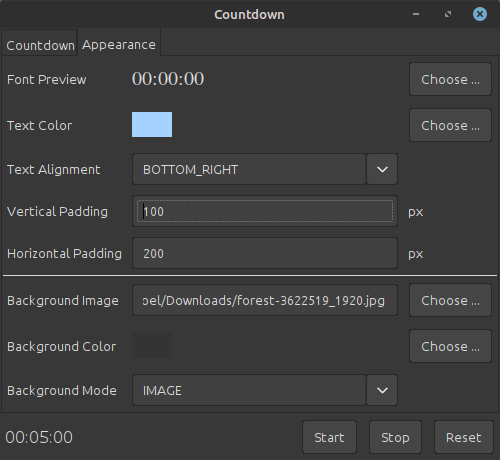 Countdown
Countdown Appearance
Font Preview 00:00:00 Choose ...
Text Color Choose ...
Text Alignment BOTTOM_RIGHT
Vertical Padding 100 px
Horizontal Padding 200 px
Background Image oel/Downloads/forest-3622519_1920.jpg Choose ...
Background Color Choose ...
Background Mode IMAGE
00:05:00 Start Stop Reset